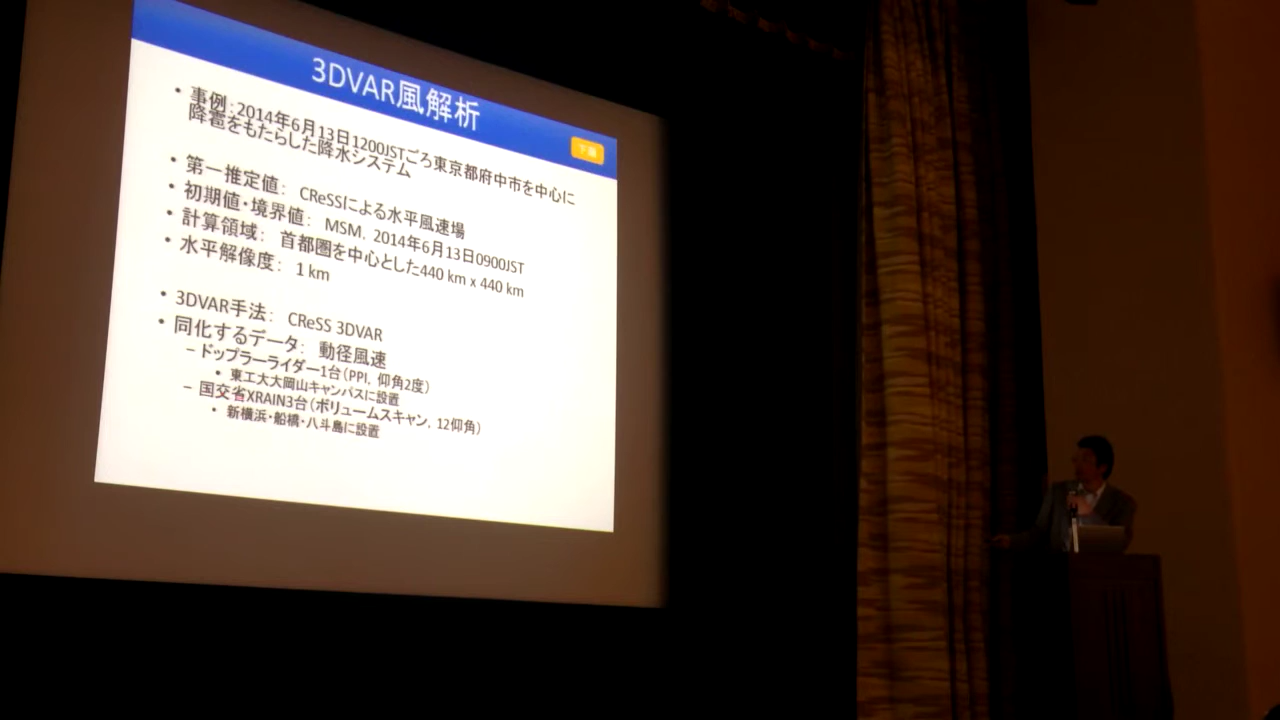 3DVAR風解析
• 事例：2014年6月13日1200JSTごろ東京都府中市を中心に
降雹をもたらした降水システム
• 第一推定値： CReSSによる水平風速場
• 初期値・境界値： MSM，2014年6月13日0900JST
• 計算領域： 首都圏を中心とした440 km x 440 km
• 水平解像度： 1 km
• 3DVAR手法： CReSS 3DVAR
• 同化するデータ： 動径風速
– ドップラーライダー1台（PPI，仰角2度）
• 東工大大岡山キャンパスに設置
– 国交省XRAIN3台（ボリュームスキャン，12仰角）
• 新横浜・船橋・八斗島に設置